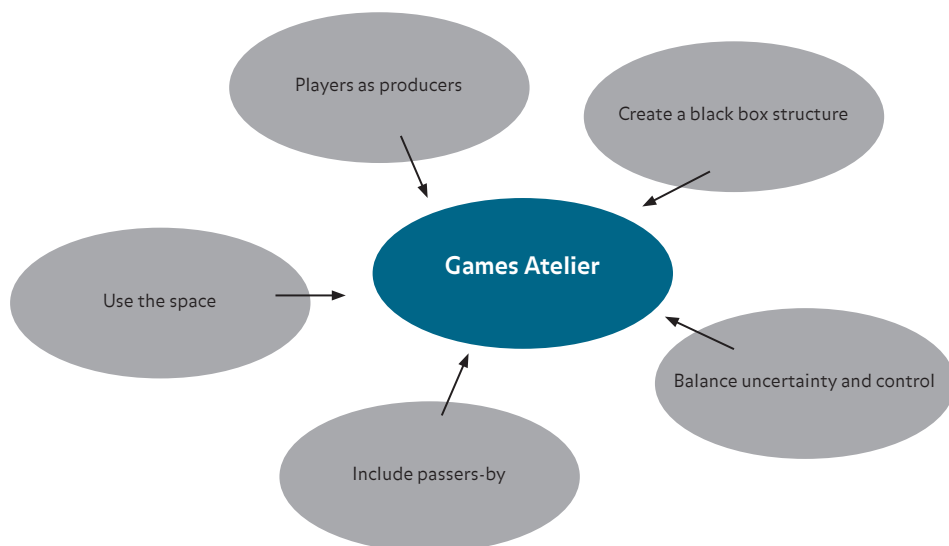 Players as producers
Create a black box structure
Games Atelier
Use the space
Balance uncertainty and control
Include passers-by